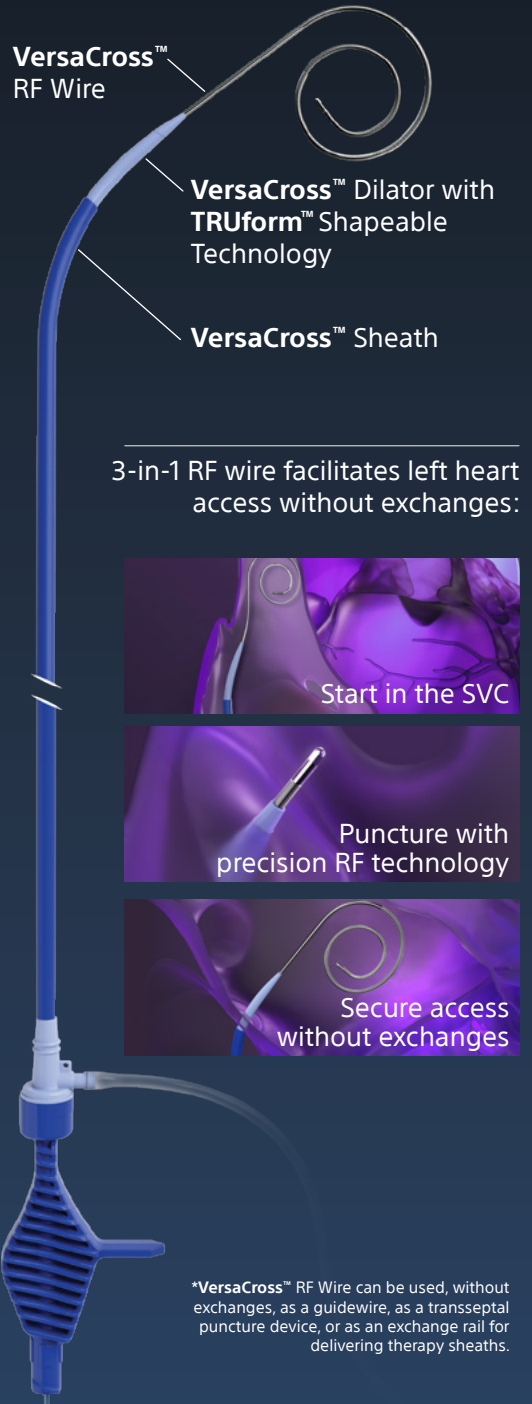 VersaCross™
RF Wire
VersaCross™ Dilator with
TRUform™ Shapeable
Technology
VersaCross™ Sheath
3-in-1 RF wire facilitates left heart
access without exchanges:
Start in the SVC
Puncture with
precision RF technology
Secure access
without exchanges
*VersaCross™ RF Wire can be used, without
exchanges, as a guidewire, as a transseptal
puncture device, or as an exchange rail for
delivering therapy sheaths.